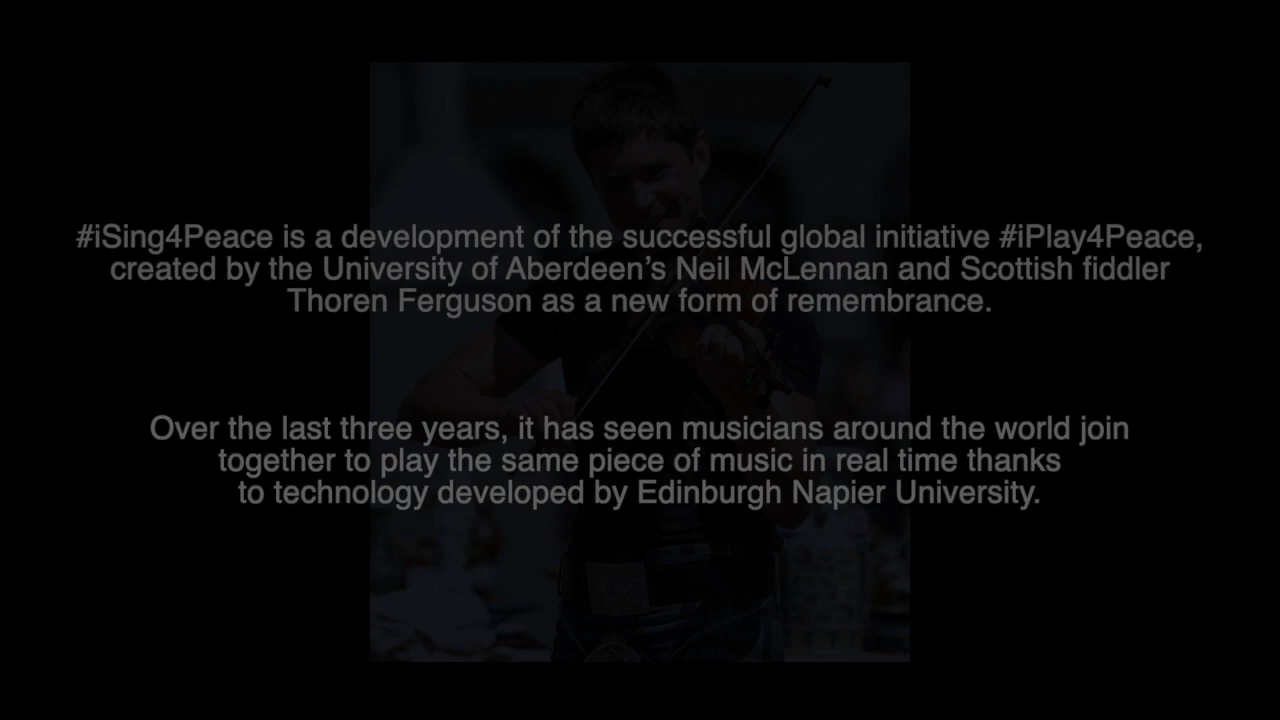 #iSing4Peace is a development of the successful global initiative #iPlay4Peace,
created by the University of Aberdeen’s Neil McLennan and Scottish fiddler
Thoren Ferguson as a new form of remembrance.
Over the last three years, it has seen musicians around the world join
together to play the same piece of music in real time thanks
to technology developed by Edinburgh Napier University.